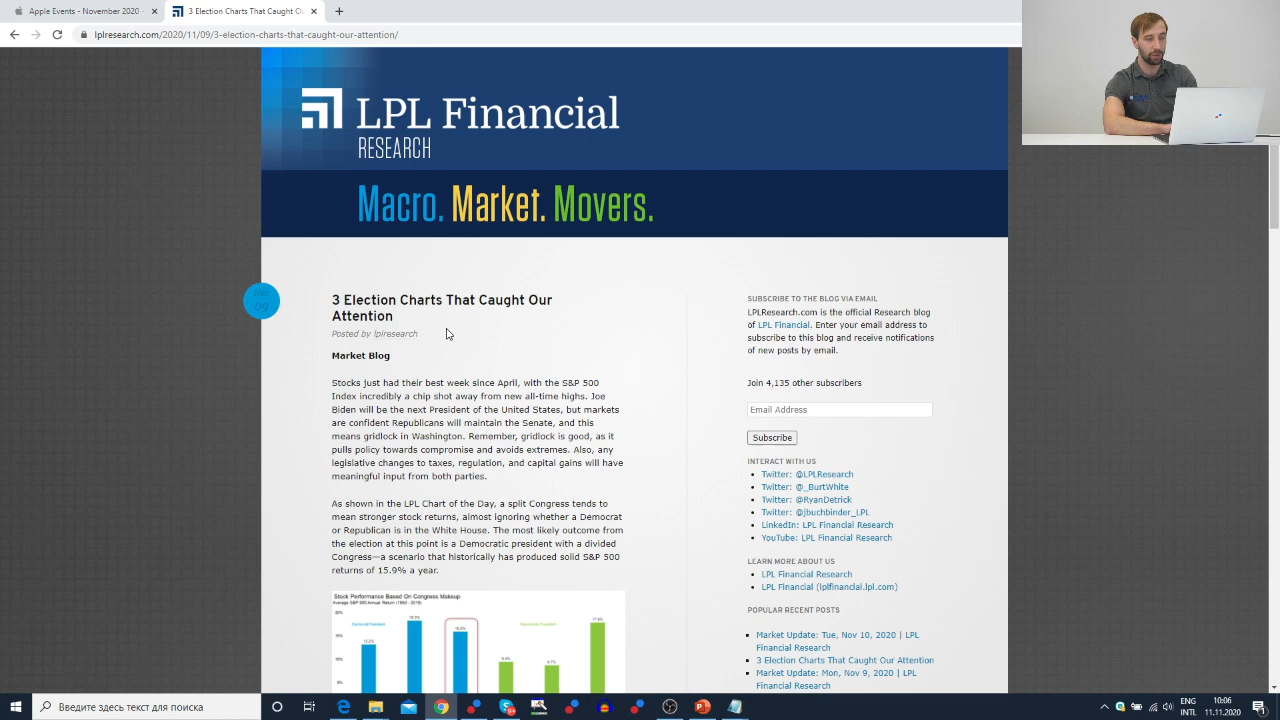 Apple Events - November 2020 -
3 Election Charts That Caught Ou
lplresearch.com/2020/11/09/3-election-charts-that-caught-our-attention/
LPL Financial
RESEARCH
Macro. Market. Movers.
09
3 Election Charts That Caught Our
Attention
Posted by lplresearch
Market Blog
Stocks just had their best week since April, with the S&P 500
Index incredibly a chip shot away from new all-time highs. Joe
Biden will be the next President of the United States, but markets
are confident Republicans will maintain the Senate, and this
means gridlock in Washington. Remember, gridlock is good, as it
pulls policy towards compromise and avoids extremes. Also, any
legislative changes to taxes, regulation, and capital gains will have
meaningful input from both parties.
As shown in the LPL Chart of the Day, a split Congress tends to
mean stronger stock returns, almost ignoring whether a Democrat
or Republican is in the White House. The most likely outcome from
the election at this point is a Democratic president with a divided
Congress—a scenario that historically has produced solid S&P 500
returns of 15.9% a year.
Stock Performance Based On Congress Makeup
Average S&P 500 Annual Return (1950 - 2019)
Democrat President
Republican President
SUBSCRIBE TO THE BLOG VIA EMAIL
LPLResearch.com is the official Research blog
of LPL Financial. Enter your email address to
subscribe to this blog and receive notifications
of new posts by email.
Join 4,135 other subscribers
Email Address
Subscribe
INTERACT WITH US
Twitter: @LPLResearch
Twitter: @_BurtWhite
Twitter: @RyanDetrick
Twitter: @jbuchbinder_LPL
LinkedIn: LPL Financial Research
YouTube: LPL Financial Research
LEARN MORE ABOUT US
LPL Financial Research
LPL Financial (lplfinancial.lpl.com)
POPULAR RECENT POSTS
Market Update: Tue, Nov 10, 2020 | LPL
Financial Research
3 Election Charts That Caught Our Attention
Market Update: Mon, Nov 9, 2020 | LPL
Financial Research
Введите здесь текст для поиска
ENG
INTL
10:06
11.11.2020